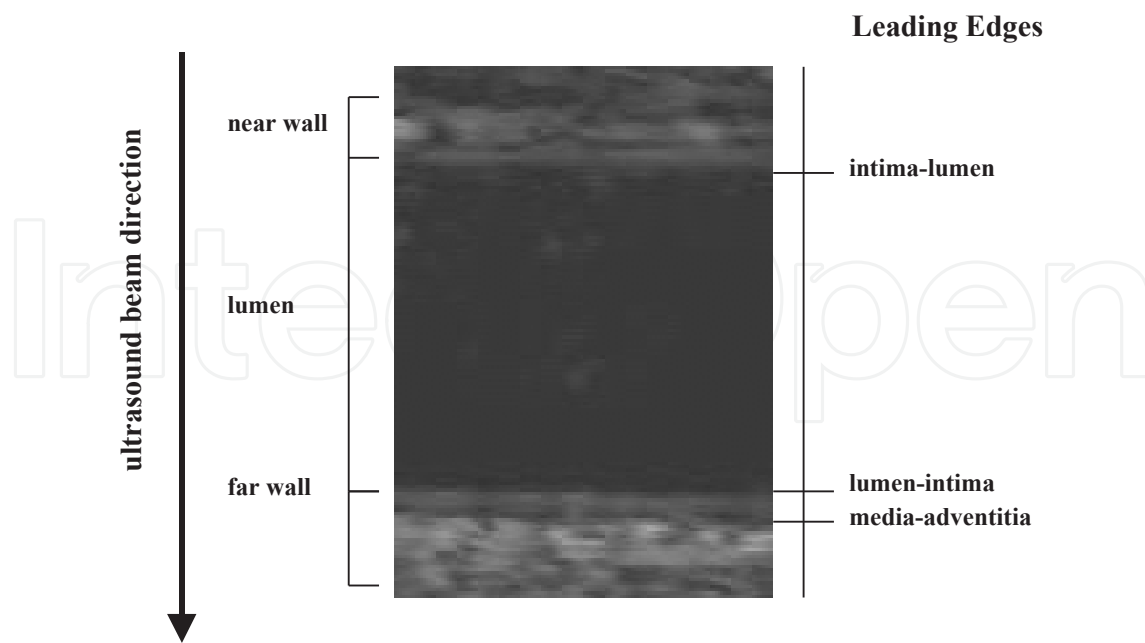 Leading Edges
near wall
intima-lumen
ultrasound beam direction
lumen
far wall
lumen-intima
media-adventitia